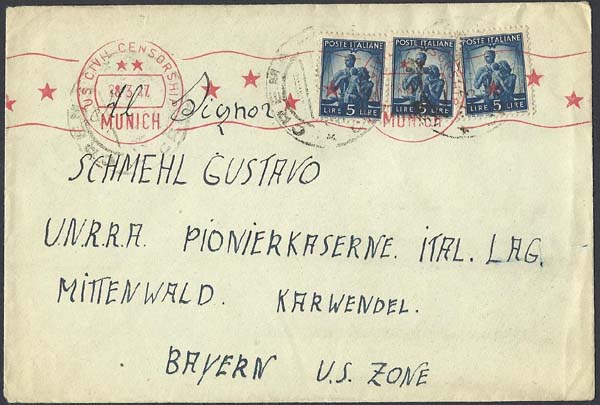 POSTE ITALIANE POSTE ITALIANE POSTE ITALIANE
LIRE 5 LIRE LIRE 5 LIRE LIRE 5 LIRE
U.S. CIVIL CENSORSHIP
MUNICH
MUNICH
Al Signor
SCHMEHL GUSTAVO
U.N.R.R.A. PIONIERKASERNE. ITAL. LAG.
MITTENWALD. KARWENDEL.
BAYERN U.S. ZONE